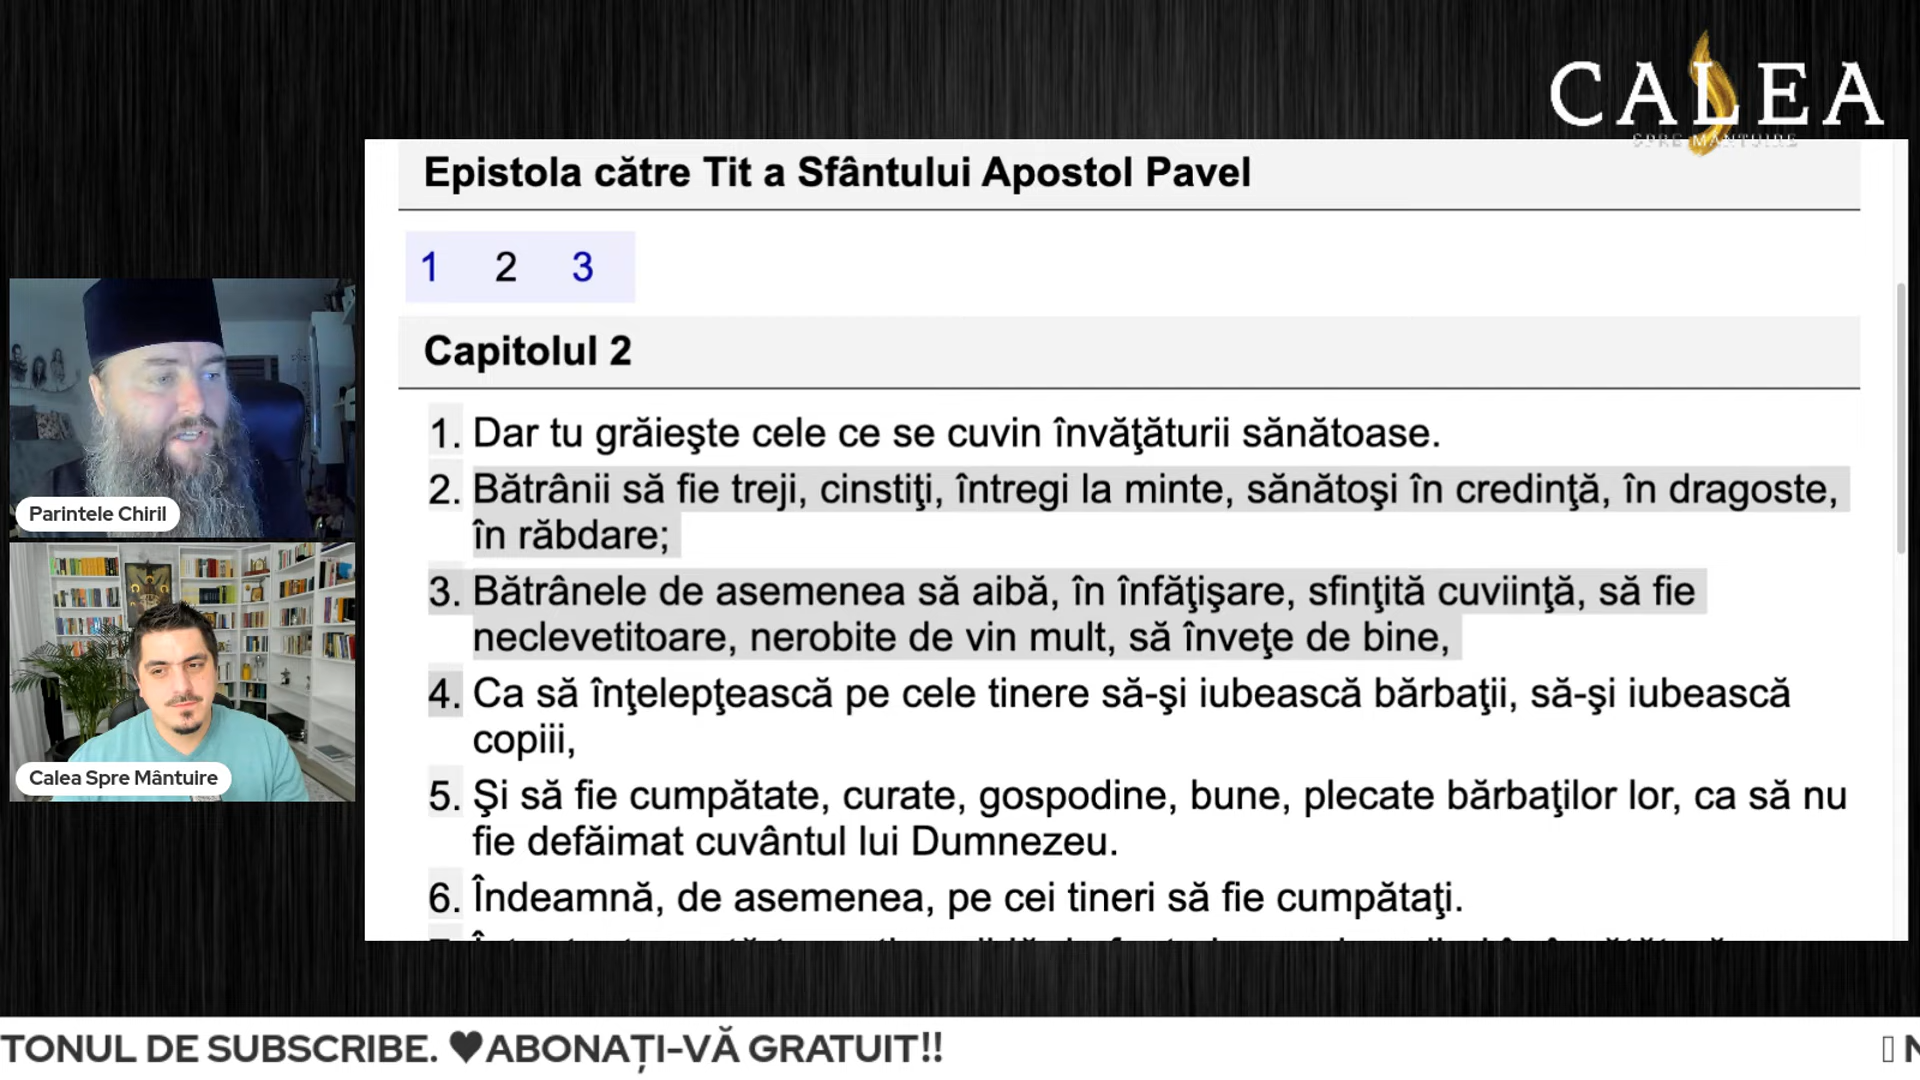 CALEA
SPRE MÂNTUIRE
Epistola către Tit a Sfântului Apostol Pavel
1 2 3
Capitolul 2
1. Dar tu grăieşte cele ce se cuvin învăţăturii sănătoase.
2. Bătrânii să fie treji, cinstiţi, întregi la minte, sănătoşi în credinţă, în dragoste,
în răbdare;
3. Bătrânele de asemenea să aibă, în înfăţişare, sfinţită cuviinţă, să fie
neclevetitoare, nerobite de vin mult, să înveţe de bine,
4. Ca să înţelepţească pe cele tinere să-şi iubească bărbaţii, să-şi iubească
copiii,
5. Şi să fie cumpătate, curate, gospodine, bune, plecate bărbaţilor lor, ca să nu
fie defăimat cuvântul lui Dumnezeu.
6. Îndeamnă, de asemenea, pe cei tineri să fie cumpătaţi.
Parintele Chiril
Calea Spre Mântuire
TONUL DE SUBSCRIBE. ♥ABONAȚI-VĂ GRATUIT!!
N